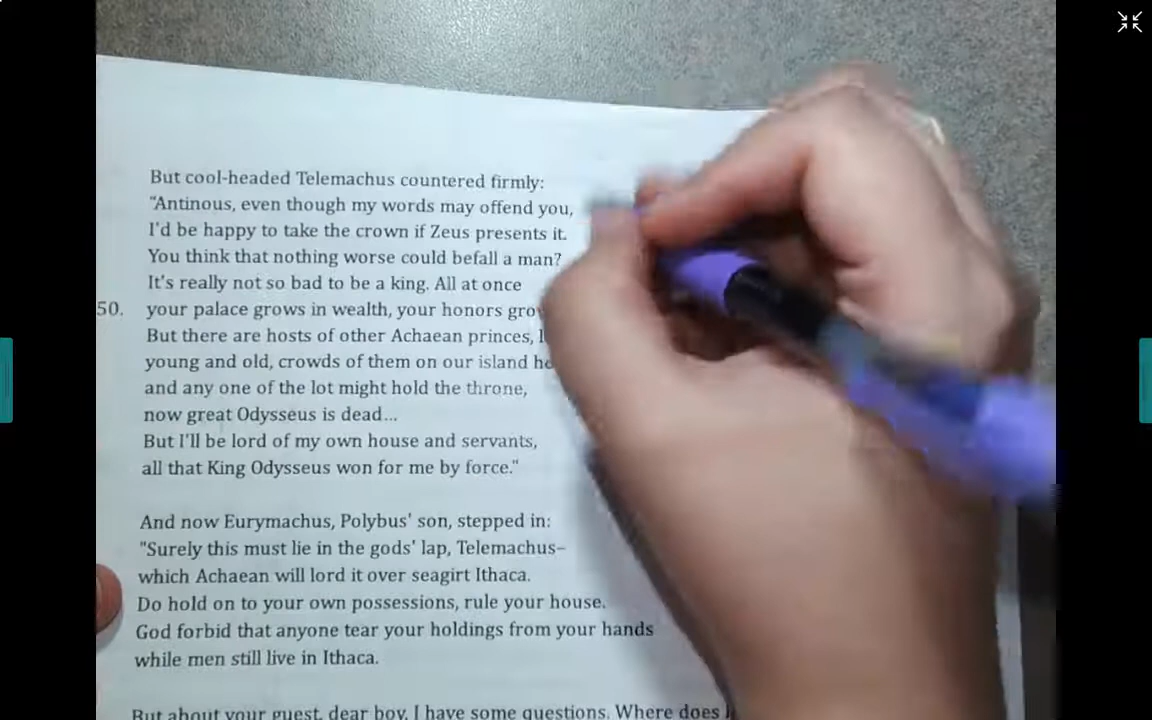 But cool-headed Telemachus countered firmly:
"Antinous, even though my words may offend you,
I'd be happy to take the crown if Zeus presents it.
You think that nothing worse could befall a man?
It's really not so bad to be a king. All at once
50. your palace grows in wealth, your honors
But there are hosts of other Achaean princes,
young and old, crowds of them on our island
and any one of the lot might hold the throne,
now great Odysseus is dead...
But I'll be lord of my own house and servants,
all that King Odysseus won for me by force."
And now Eurymachus, Polybus' son, stepped in:
"Surely this must lie in the gods' lap, Telemachus–
which Achaean will lord it over seagirt Ithaca.
Do hold on to your own possessions, rule your house.
God forbid that anyone tear your holdings from your hands
while men still live in Ithaca.
But about your guest, dear boy, I have some questions. Where does